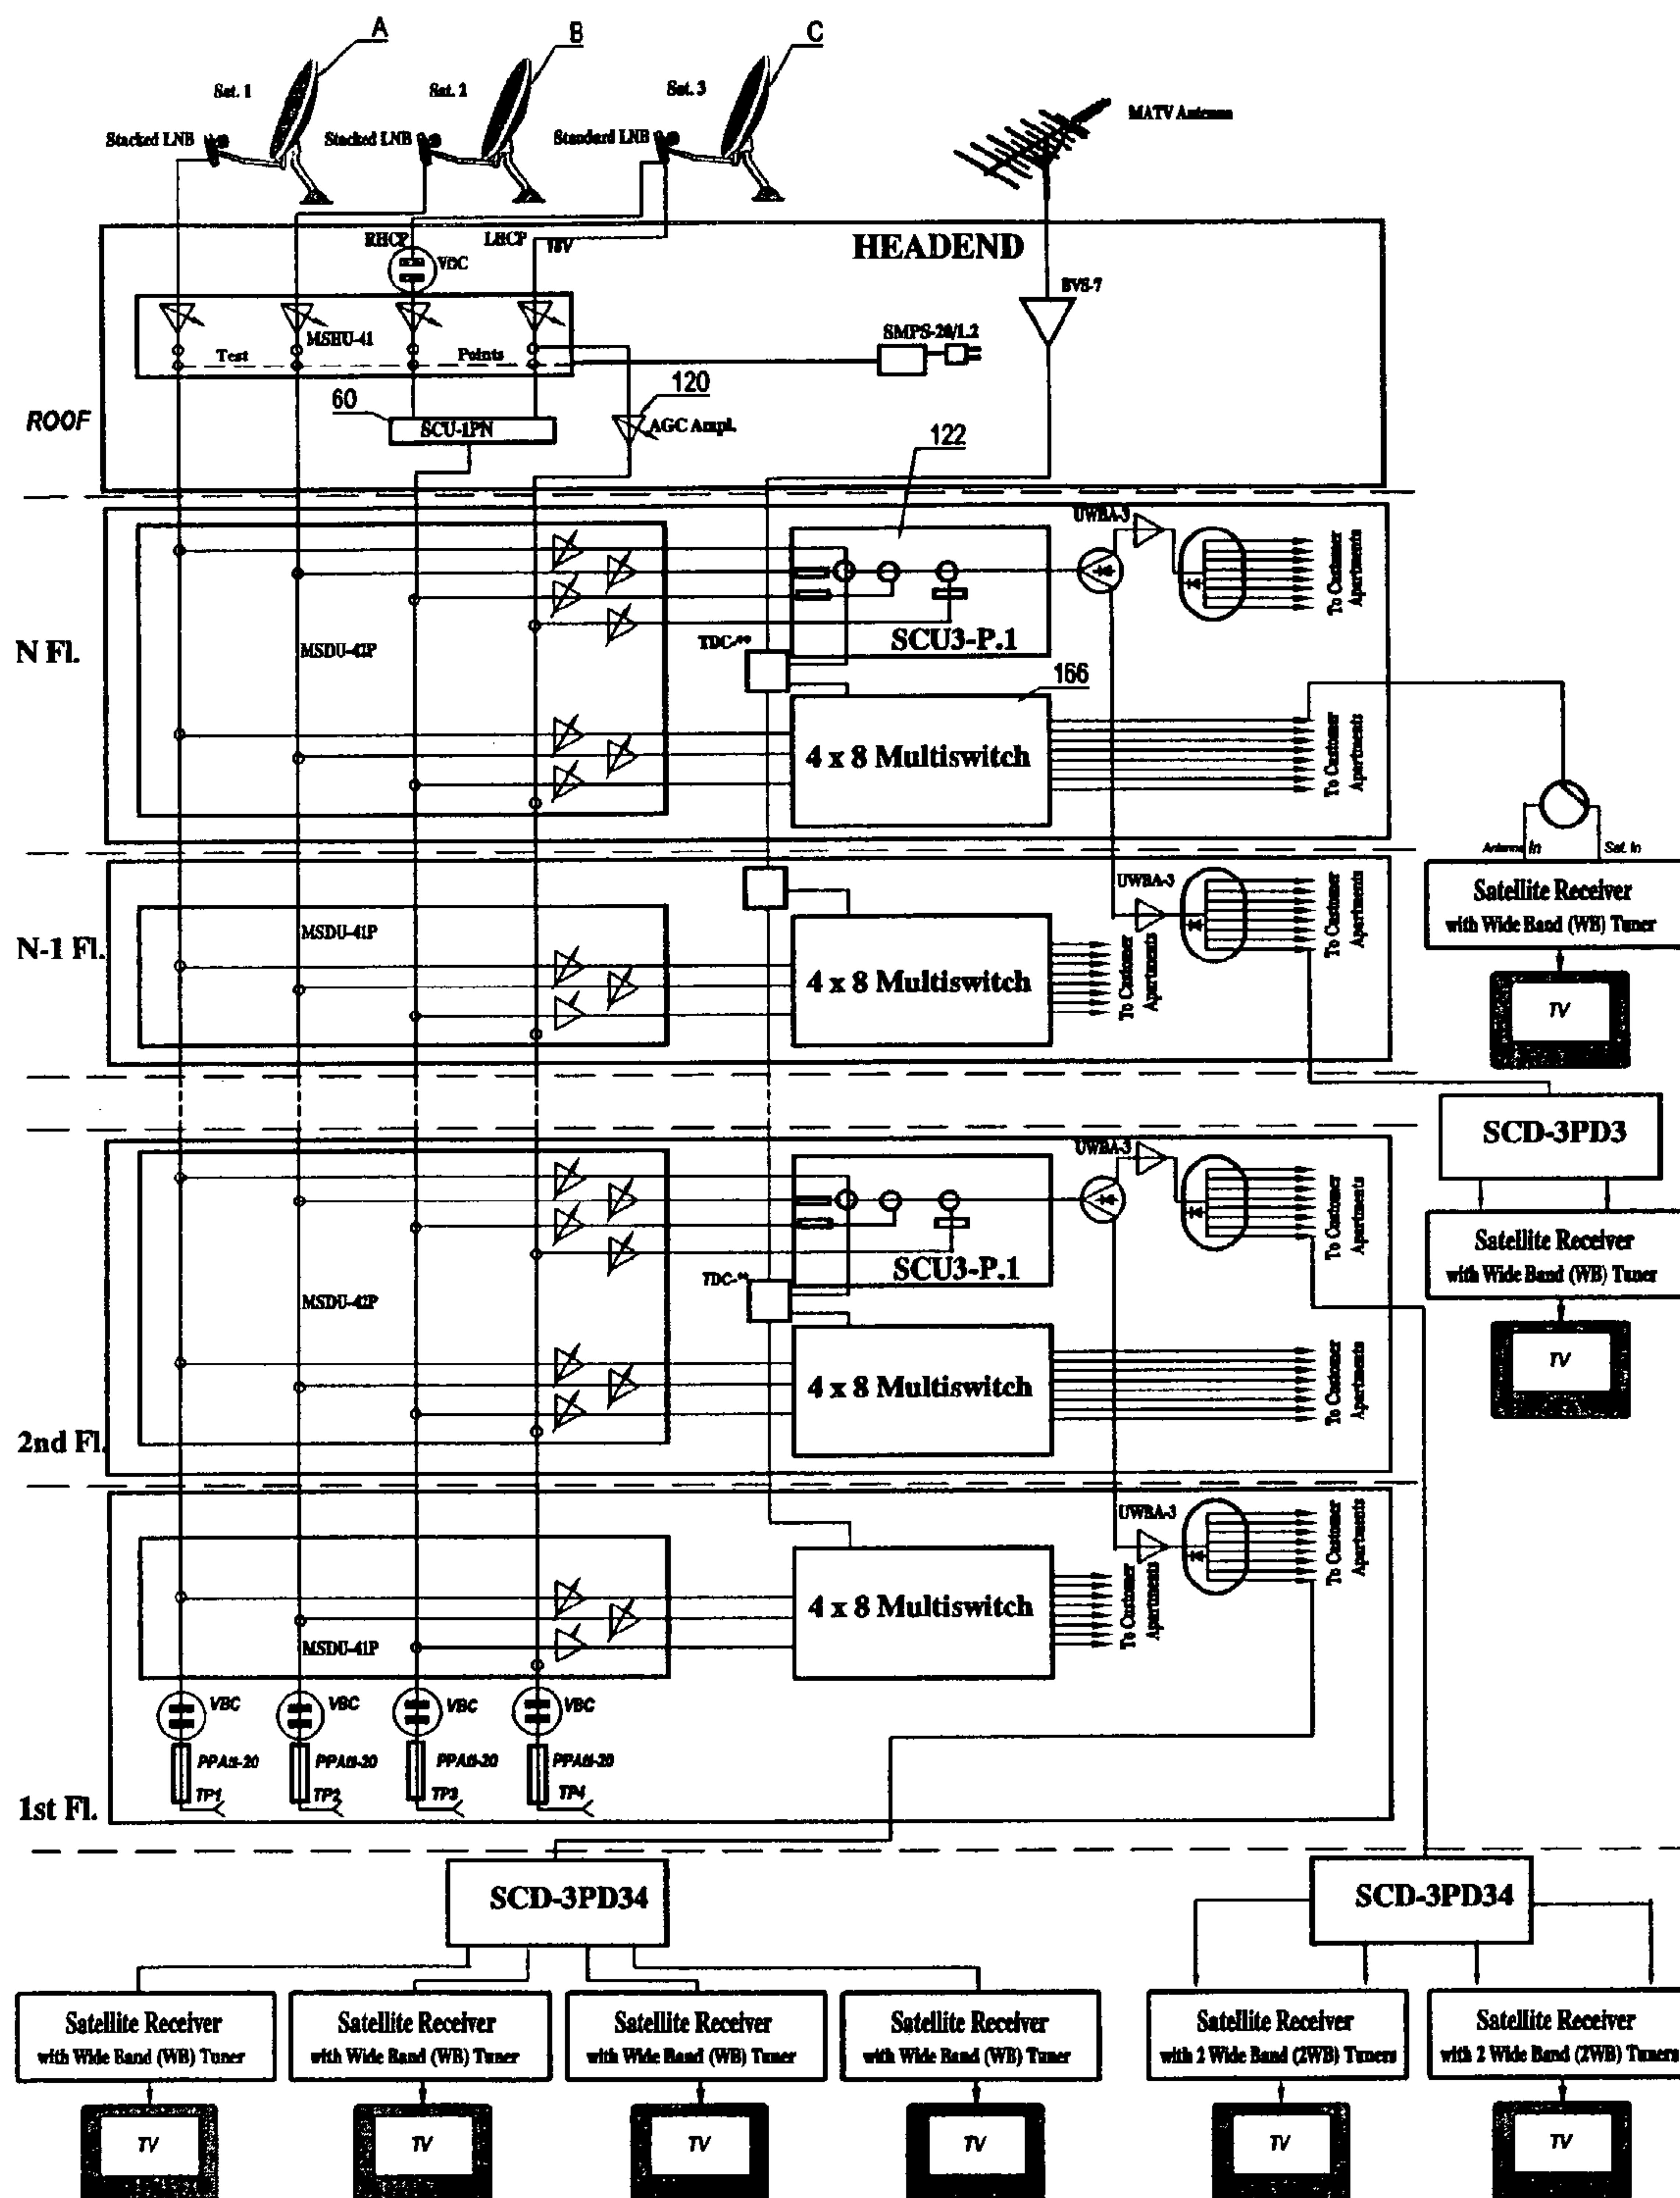 A
B
C
Sat. 1
Sat. 2
Sat. 3
Stacked LNB
Stacked LNB
Standard LNB
MATV Antenna
RHCP
LHCP
18V
HEADEND
VBC
BVS-7
MSHU-41
Test
Points
SMPS-20/1.2
60
120
ROOF
SCU-1PN
AGC Ampl.
122
UWBA-3
To Customer
Apartments
SCU3-P.1
N Fl.
MSDU-42P
TDC-**
166
4 x 8 Multiswitch
To Customer
Apartments
Antenna In
Sat. In
Satellite Receiver
with Wide Band (WB) Tuner
TV
N-1 Fl.
MSDU-41P
UWBA-3
4 x 8 Multiswitch
To Customer
Apartments
To Customer
Apartments
SCD-3PD3
Satellite Receiver
with Wide Band (WB) Tuner
TV
UWBA-3
To Customer
Apartments
SCU3-P.1
MSDU-42P
TDC-**
4 x 8 Multiswitch
To Customer
Apartments
2nd Fl.
UWBA-3
To Customer
Apartments
4 x 8 Multiswitch
To Customer
Apartments
MSDU-41P
VBC
VBC
VBC
VBC
PPAtt-20
PPAtt-20
PPAtt-20
PPAtt-20
TP1
TP2
TP3
TP4
1st Fl.
SCD-3PD34
SCD-3PD34
Satellite Receiver
with Wide Band (WB) Tuner
Satellite Receiver
with Wide Band (WB) Tuner
Satellite Receiver
with Wide Band (WB) Tuner
Satellite Receiver
with Wide Band (WB) Tuner
Satellite Receiver
with 2 Wide Band (2WB) Tuners
Satellite Receiver
with 2 Wide Band (2WB) Tuners
TV
TV
TV
TV
TV
TV